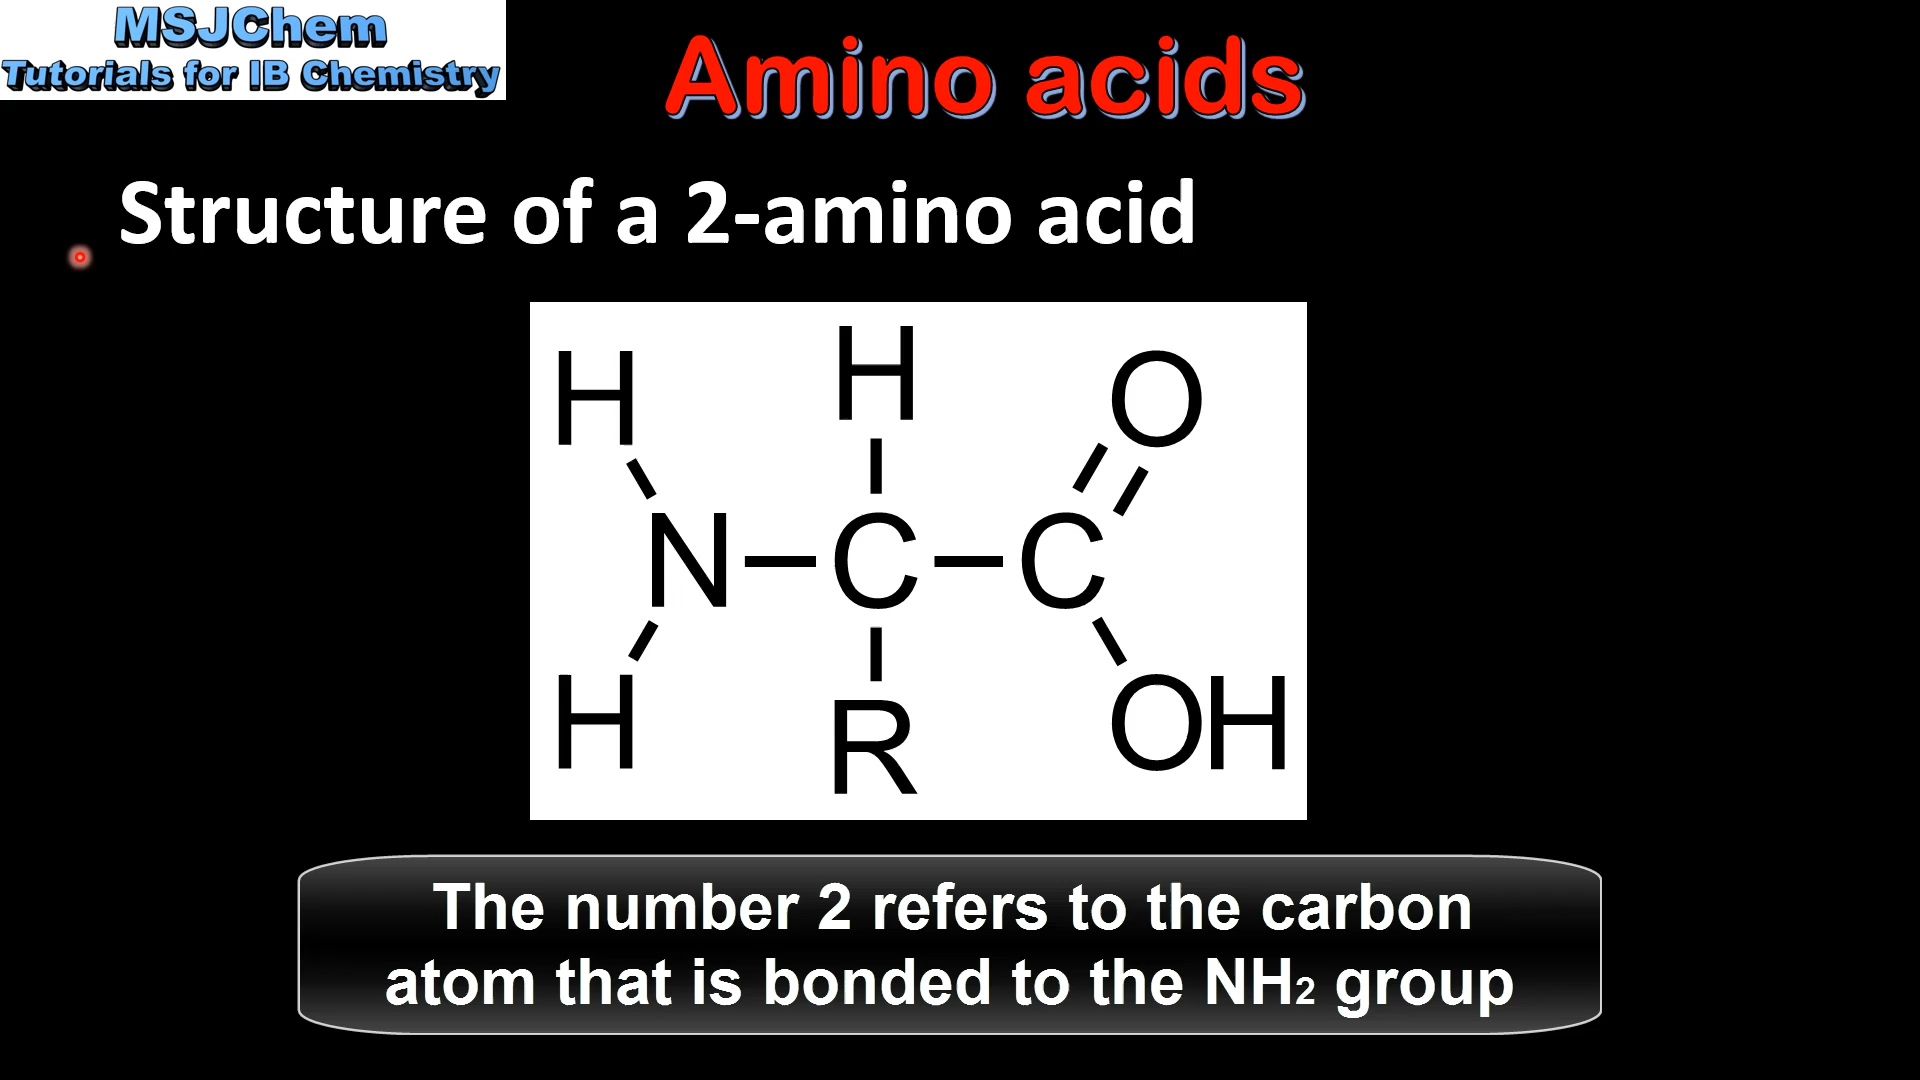 MSJChem
Tutorials for IB Chemistry
Amino acids
Structure of a 2-amino acid
H H O
N C C
H R OH
The number 2 refers to the carbon
atom that is bonded to the NH₂ group